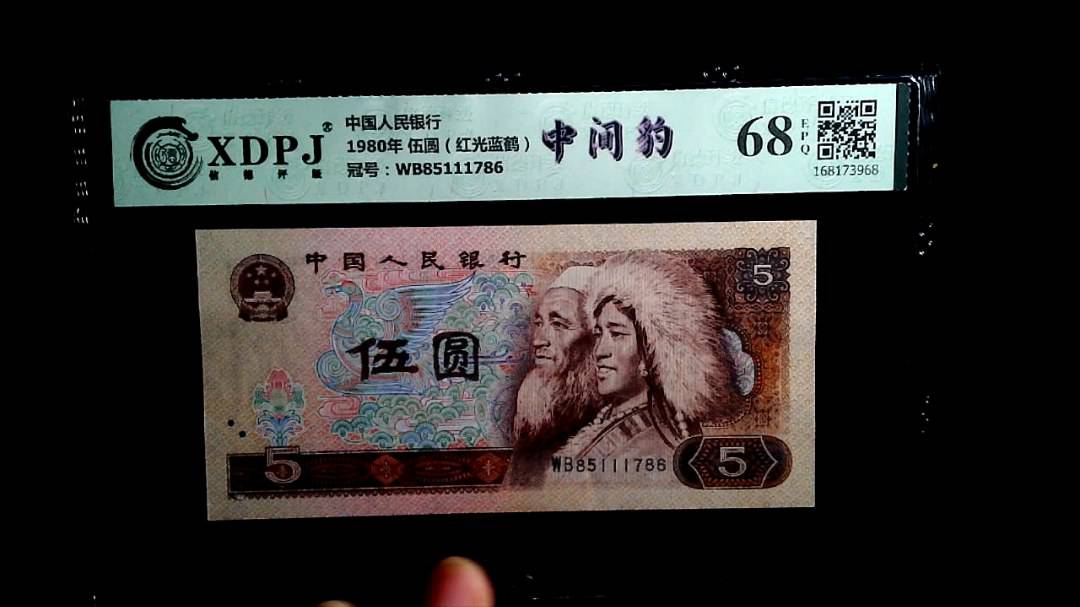 XDPJ®
信德评级
中国人民银行
1980年 伍圆（红光蓝鹤）
冠号：WB85111786
中间豹
68
EPQ
168173968
中国人民银行
5
伍圆
5
WB85111786
5